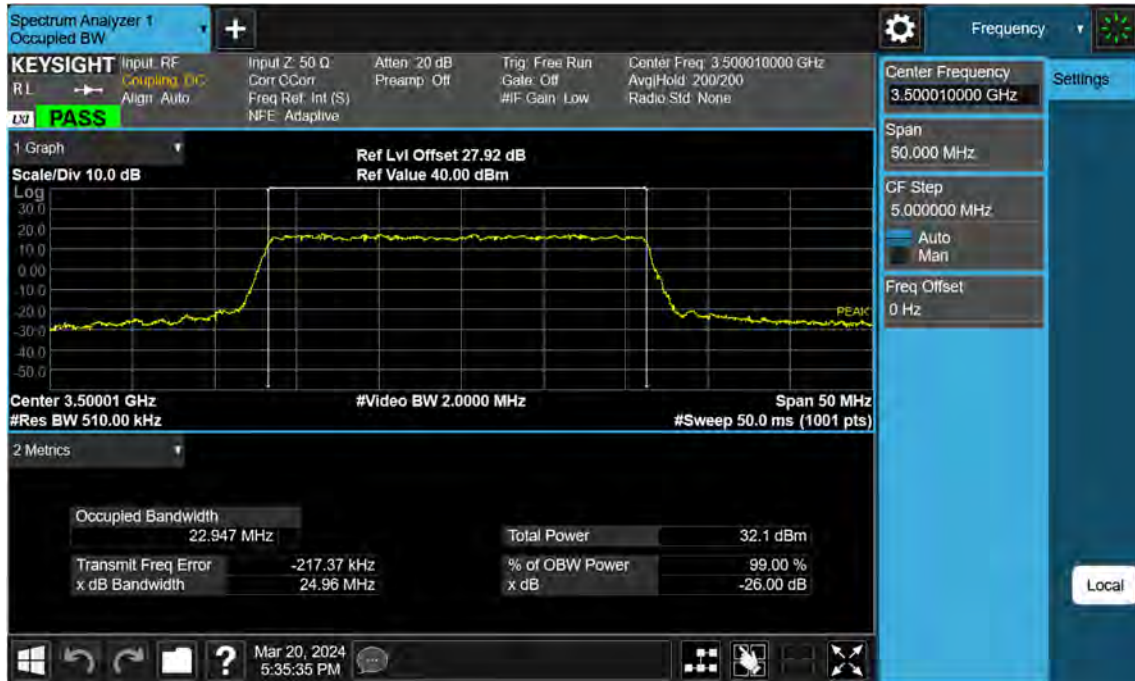 Spectrum Analyzer 1
Occupied BW
Frequency
KEYSIGHT
RL
LXI PASS
Input: RF
Coupling: DC
Align: Auto
Input Z: 50 Ω
Corr CCorr
Freq Ref: Int (S)
NFE: Adaptive
Atten: 20 dB
Preamp: Off
Trig: Free Run
Gate: Off
#IF Gain: Low
Center Freq: 3.500010000 GHz
Avg|Hold: 200/200
Radio Std: None
Center Frequency
3.500010000 GHz
Settings
Span
50.000 MHz
CF Step
5.000000 MHz
Auto
Man
Freq Offset
0 Hz
1 Graph
Scale/Div 10.0 dB
Ref Lvl Offset 27.92 dB
Ref Value 40.00 dBm
Log
30.0
20.0
10.0
0.00
-10.0
-20.0
-30.0
-40.0
-50.0
PEAK
Center 3.50001 GHz
#Video BW 2.0000 MHz
Span 50 MHz
#Res BW 510.00 kHz
#Sweep 50.0 ms (1001 pts)
2 Metrics
Occupied Bandwidth
22.947 MHz
Total Power 32.1 dBm
Transmit Freq Error -217.37 kHz
% of OBW Power 99.00 %
x dB Bandwidth 24.96 MHz
x dB -26.00 dB
Local
?
Mar 20, 2024
5:35:35 PM